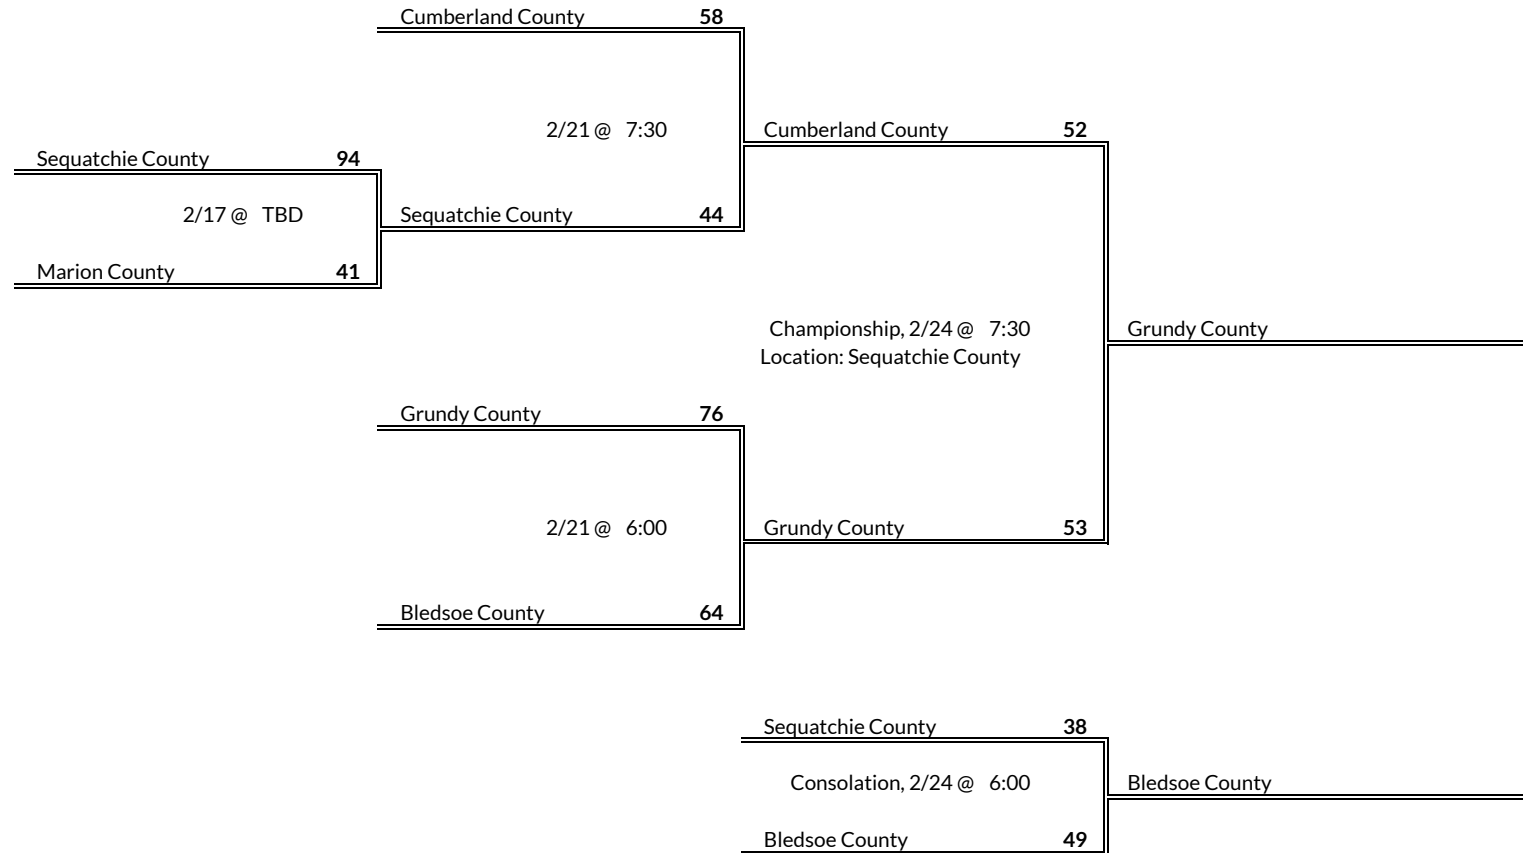 Cumberland County 58
2/21 @ 7:30
Cumberland County 52
Sequatchie County 94
2/17 @ TBD
Sequatchie County 44
Marion County 41
Championship, 2/24 @ 7:30
Grundy County
Location: Sequatchie County
Grundy County 76
2/21 @ 6:00
Grundy County 53
Bledsoe County 64
Sequatchie County 38
Consolation, 2/24 @ 6:00
Bledsoe County
Bledsoe County 49